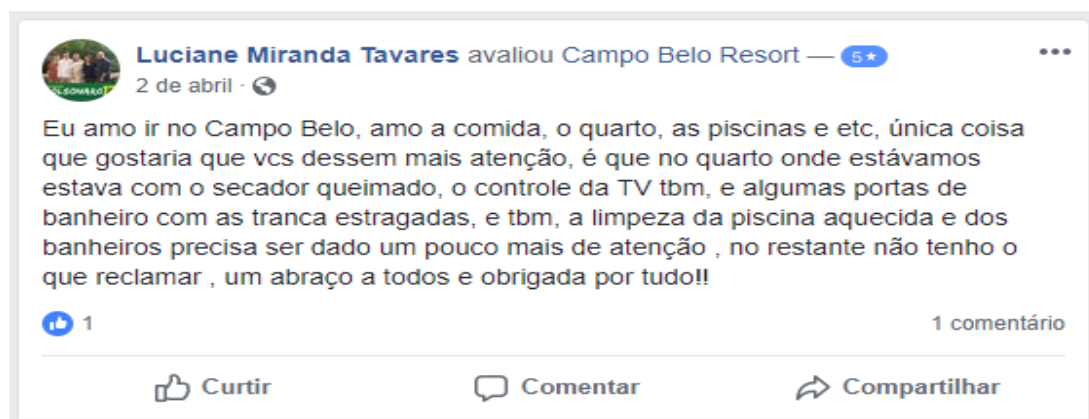 Luciane Miranda Tavares avaliou Campo Belo Resort — 5★
2 de abril ·
Eu amo ir no Campo Belo, amo a comida, o quarto, as piscinas e etc, única coisa
que gostaria que vcs dessem mais atenção, é que no quarto onde estávamos
estava com o secador queimado, o controle da TV tbm, e algumas portas de
banheiro com as tranca estragadas, e tbm, a limpeza da piscina aquecida e dos
banheiros precisa ser dado um pouco mais de atenção , no restante não tenho o
que reclamar , um abraço a todos e obrigada por tudo!!
1
1 comentário
Curtir
Comentar
Compartilhar